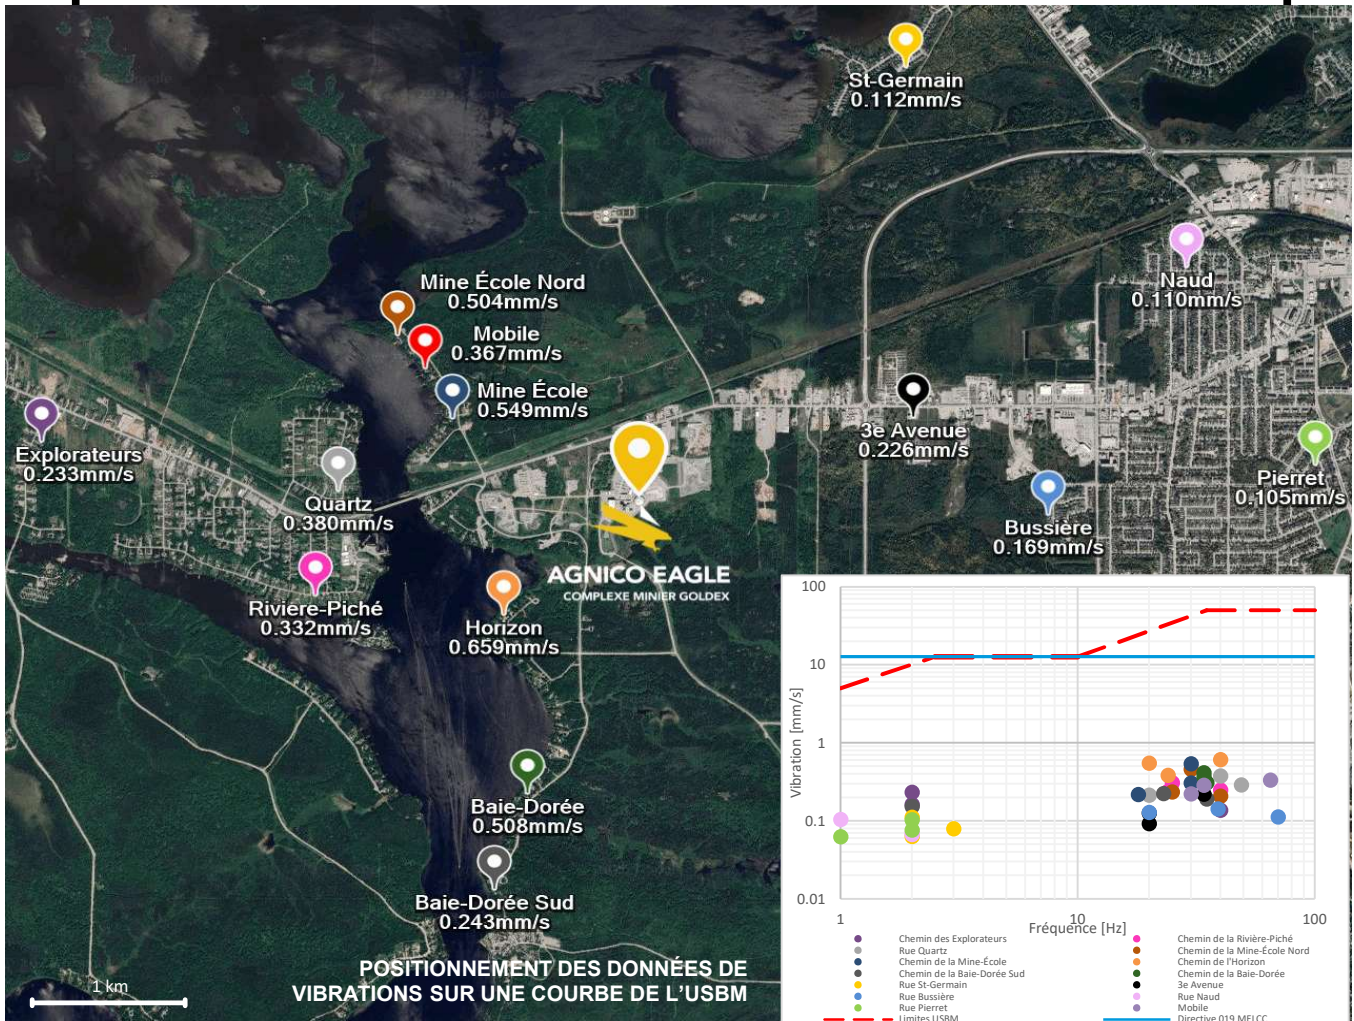 St-Germain
0.112mm/s
Naud
0.110mm/s
Mine École Nord
0.504mm/s
Mobile
0.367mm/s
Mine École
0.549mm/s
Explorateurs
0.233mm/s
Quartz
0.380mm/s
3e Avenue
0.226mm/s
Pierret
0.105mm/s
Bussière
0.169mm/s
Riviere-Piché
0.332mm/s
AGNICO EAGLE
COMPLEXE MINIER GOLDEX
Horizon
0.659mm/s
Baie-Dorée
0.508mm/s
Baie-Dorée Sud
0.243mm/s
POSITIONNEMENT DES DONNÉES DE
VIBRATIONS SUR UNE COURBE DE L'USBM
1 km
100
10
1
0.1
0.01
Vibration [mm/s]
1
10
100
Fréquence [Hz]
Chemin des Explorateurs
Chemin de la Rivière-Piché
Rue Quartz
Chemin de la Mine-École Nord
Chemin de la Mine-École
Chemin de l'Horizon
Chemin de la Baie-Dorée Sud
Chemin de la Baie-Dorée
Rue St-Germain
3e Avenue
Rue Bussière
Rue Naud
Rue Pierret
Mobile
Limites USBM
Directive 019 MELCC